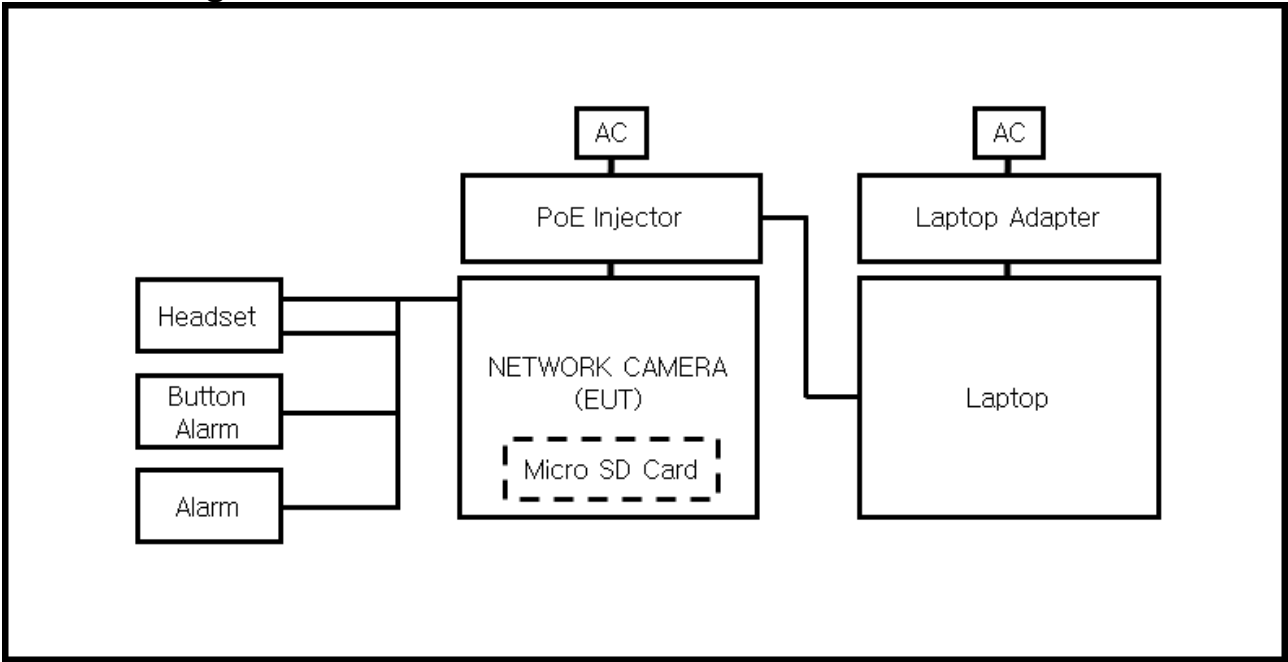 AC
AC
PoE Injector
Laptop Adapter
Headset
NETWORK CAMERA
(EUT)
Button
Alarm
Laptop
Micro SD Card
Alarm